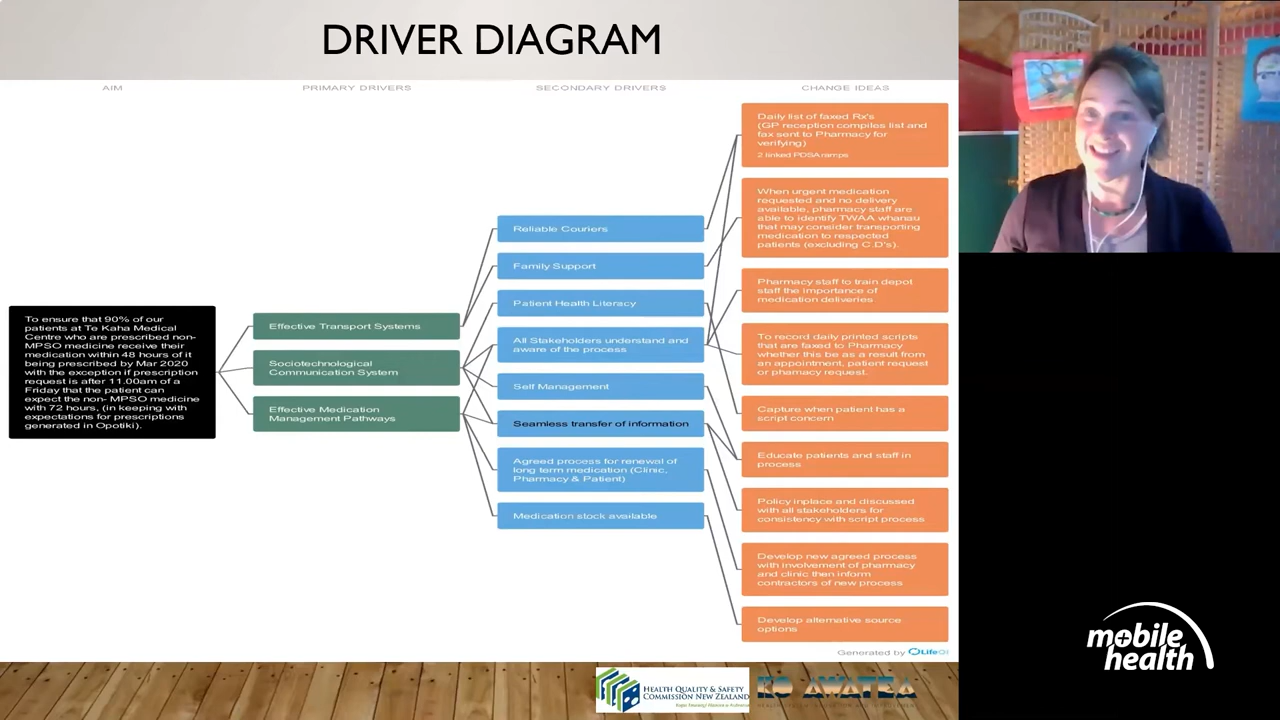 DRIVER DIAGRAM
AIM
PRIMARY DRIVERS
SECONDARY DRIVERS
CHANGE IDEAS
To ensure that 90% of our
patients at Te Kaha Medical
Centre who are prescribed non-
MPSO medicine receive their
medication within 48 hours of it
being prescribed by Mar 2020
with the exception if prescription
request is after 11.00am of a
Friday that the patient can
expect the non- MPSO medicine
with 72 hours, (in keeping with
expectations for prescriptions
generated in Opotiki).
Effective Transport Systems
Sociotechnological
Communication System
Effective Medication
Management Pathways
Reliable Couriers
Family Support
Patient Health Literacy
All Stakeholders understand and
aware of the process
Self Management
Seamless transfer of information
Agreed process for renewal of
long term medication (Clinic,
Pharmacy & Patient)
Medication stock available
Daily list of faxed Rx's
(GP reception compiles list and
fax sent to Pharmacy for
verifying)
2 linked PDSA ramps
When urgent medication
requested and no delivery
available, pharmacy staff are
able to identify TWAA whanau
that may consider transporting
medication to respected
patients (excluding C.D's).
Pharmacy staff to train depot
staff the importance of
medication deliveries
To record daily printed scripts
that are faxed to Pharmacy
whether this be as a result from
an appointment, patient request
or pharmacy request.
Capture when patient has a
script concern
Educate patients and staff in
process
Policy inplace and discussed
with all stakeholders for
consistency with script process
Develop new agreed process
with involvement of pharmacy
and clinic then inform
contractors of new process
Develop alternative source
options
Generated by LifeQI
HEALTH QUALITY & SAFETY
COMMISSION NEW ZEALAND
KO AWATEA
mobile
health